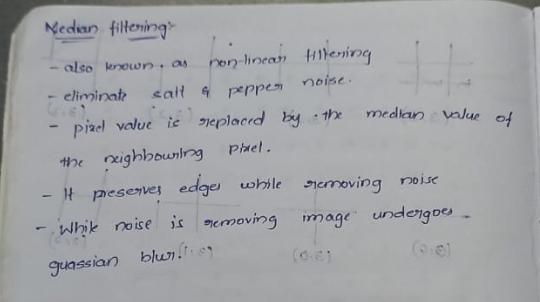 Median filtering:-
- also known as non-linear filtering
- eliminate salt & pepper noise.
- pixel value is replaced by the median value of
the neighbouring pixel.
- It preserves edges while removing noise
- While noise is removing image undergoes
guassian blur.